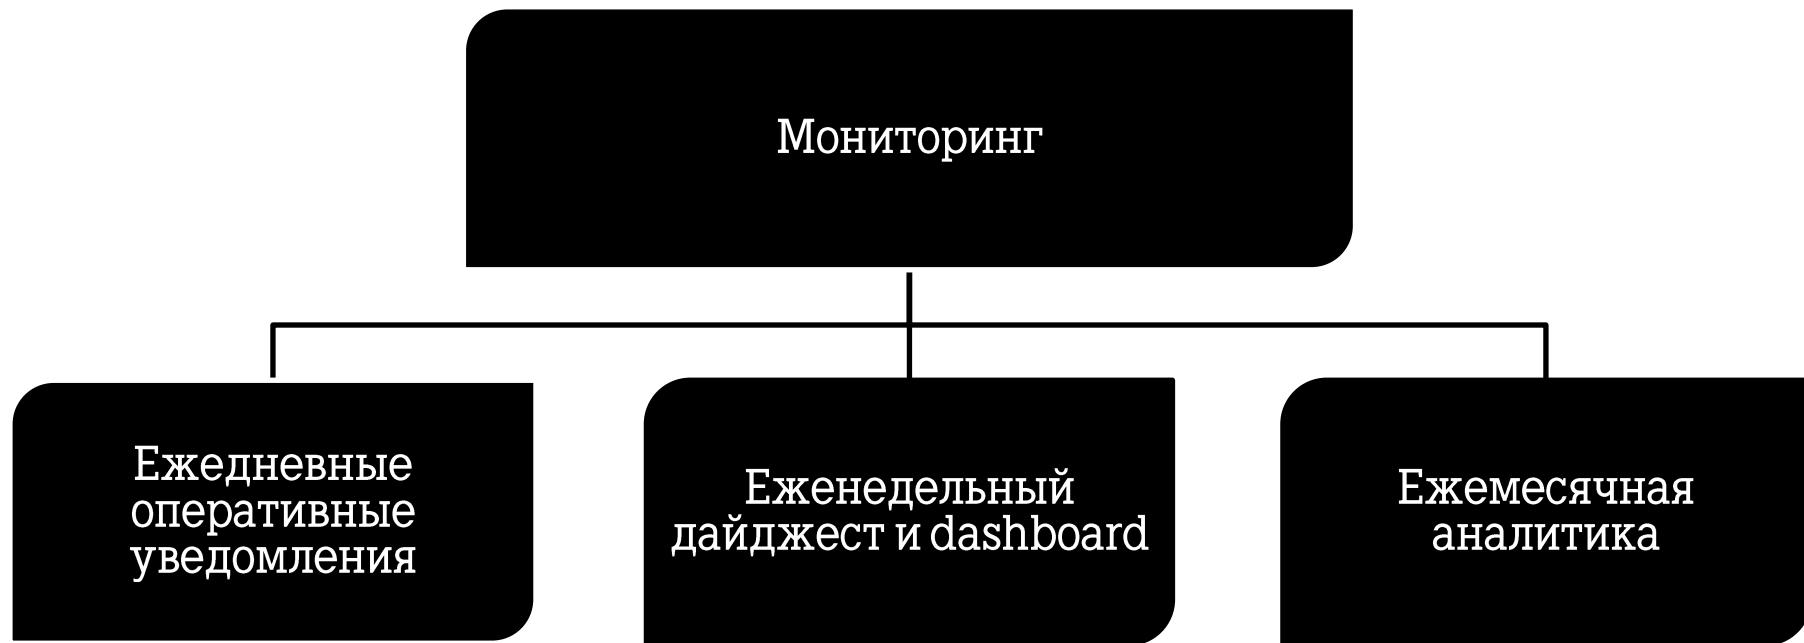 Мониторинг
Ежедневные
оперативные
уведомления
Еженедельный
дайджест и dashboard
Ежемесячная
аналитика